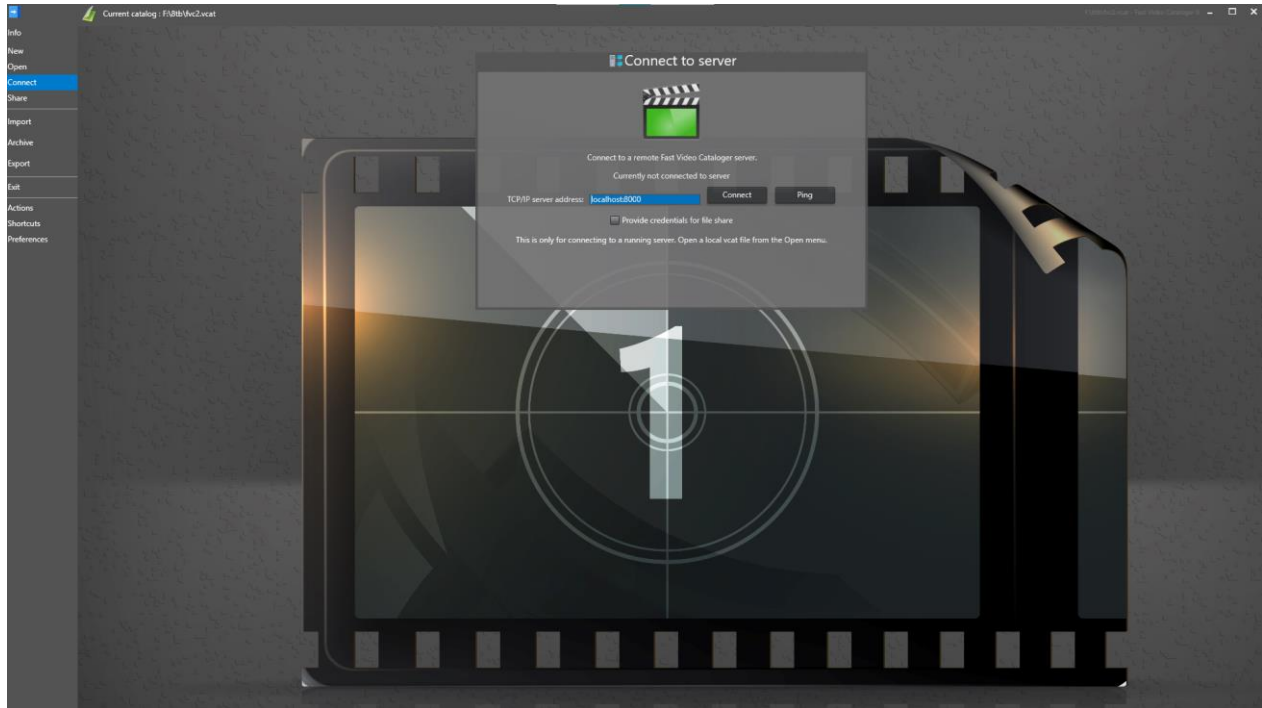 Current catalog : F:\8tb\fvc2.vcat
Info
New
Open
Connect
Share
Import
Archive
Export
Exit
Actions
Shortcuts
Preferences
Connect to server
Connect to a remote Fast Video Cataloger server.
Currently not connected to server
TCP/IP server address: localhost:8000 Connect Ping
Provide credentials for file share
This is only for connecting to a running server. Open a local vcat file from the Open menu.
1